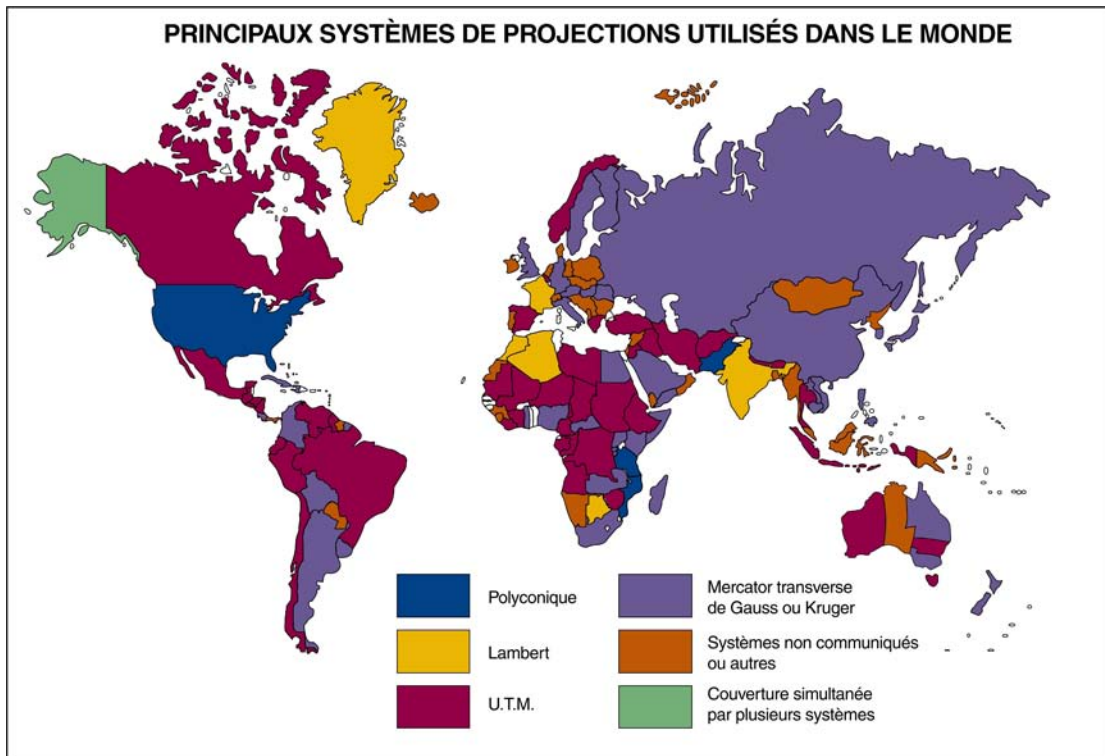 PRINCIPAUX SYSTÈMES DE PROJECTIONS UTILISÉS DANS LE MONDE
Polyconique
Lambert
U.T.M.
Mercator transverse
de Gauss ou Kruger
Systèmes non communiqués
ou autres
Couverture simultanée
par plusieurs systèmes